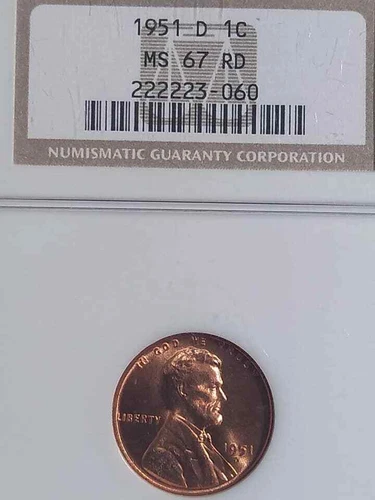 1951 D 1C
MS 67 RD
222223-060
NUMISMATIC GUARANTY CORPORATION
IN GOD WE TRUST
LIBERTY
1951
D